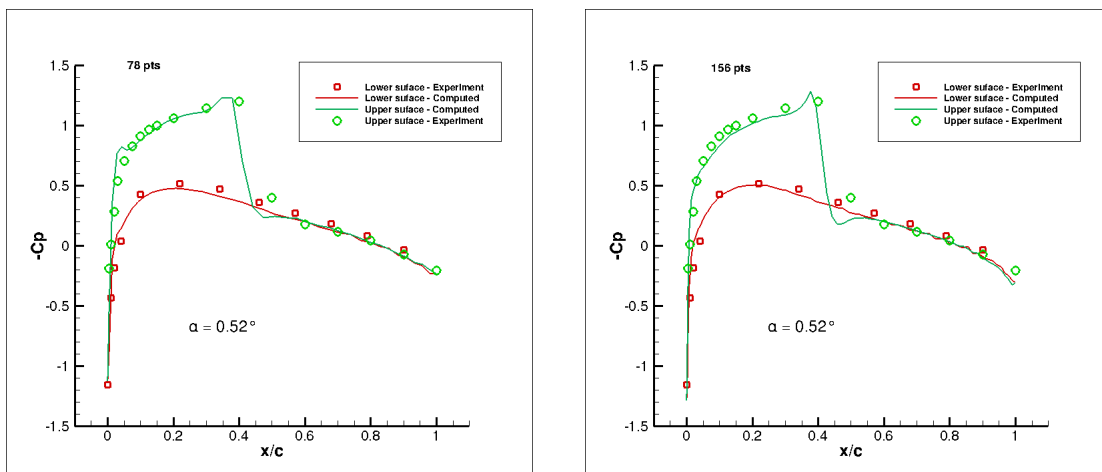 78 pts
Lower suface - Experiment
Lower suface - Computed
Upper suface - Computed
Upper suface - Experiment
1.5
1
0.5
0
-0.5
-1
-1.5
-Cp
α = 0.52°
0
0.2
0.4
0.6
0.8
1
x/c
156 pts
Lower suface - Experiment
Lower suface - Computed
Upper suface - Computed
Upper suface - Experiment
1.5
1
0.5
0
-0.5
-1
-1.5
-Cp
α = 0.52°
0
0.2
0.4
0.6
0.8
1
x/c